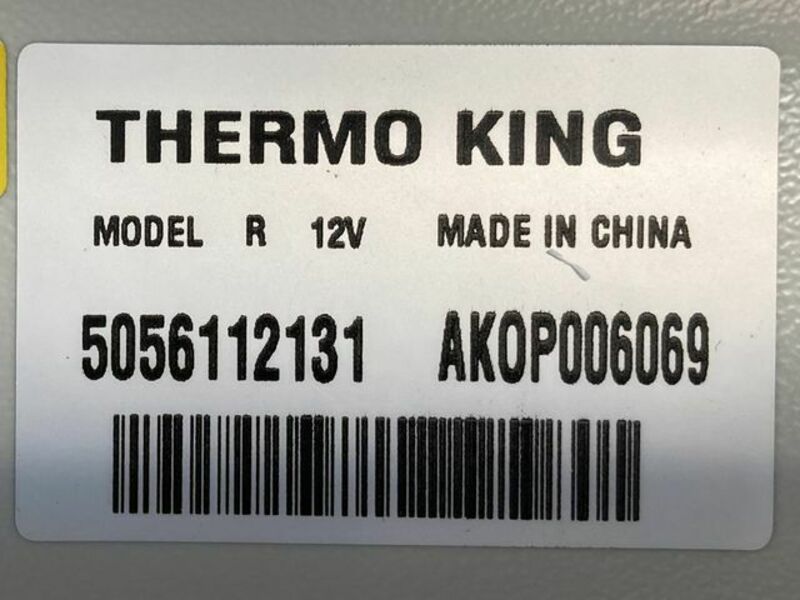 THERMO KING
MODEL R 12V MADE IN CHINA
5056112131 AKOP006069